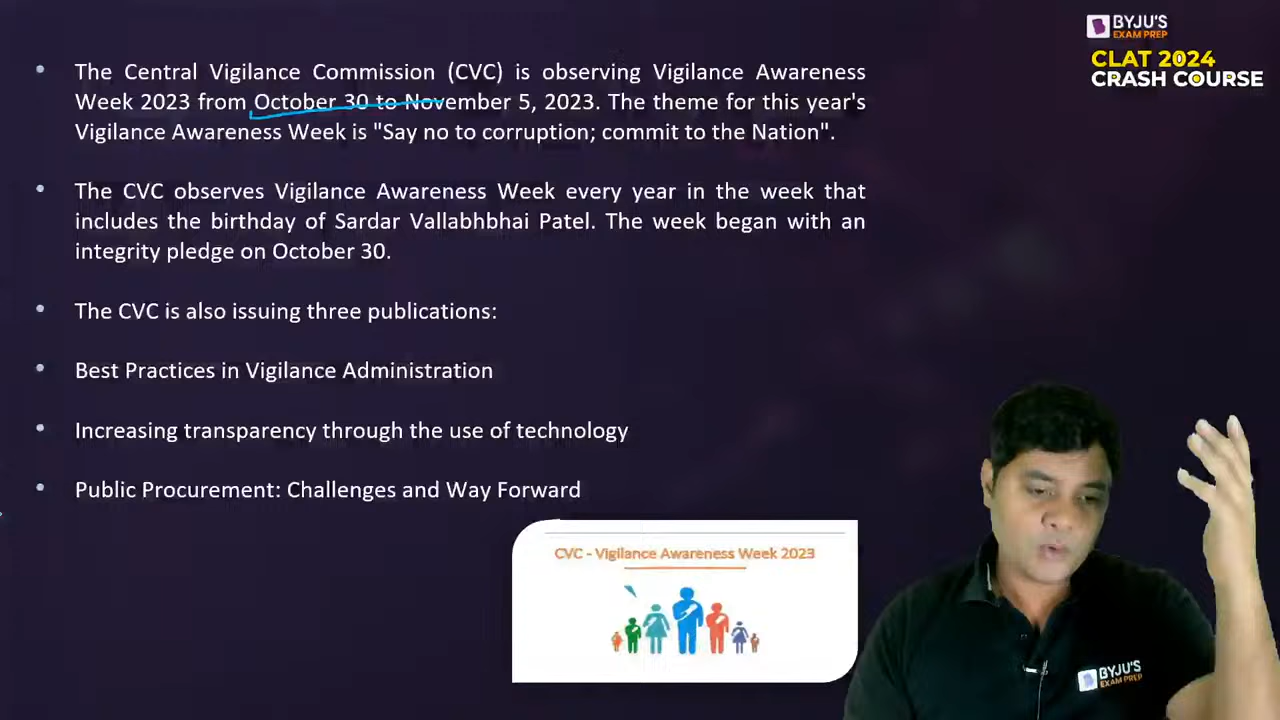 BYJU'S
EXAM PREP
CLAT 2024
CRASH COURSE
• The Central Vigilance Commission (CVC) is observing Vigilance Awareness
Week 2023 from October 30 to November 5, 2023. The theme for this year's
Vigilance Awareness Week is "Say no to corruption; commit to the Nation".
• The CVC observes Vigilance Awareness Week every year in the week that
includes the birthday of Sardar Vallabhbhai Patel. The week began with an
integrity pledge on October 30.
• The CVC is also issuing three publications:
• Best Practices in Vigilance Administration
• Increasing transparency through the use of technology
• Public Procurement: Challenges and Way Forward
CVC - Vigilance Awareness Week 2023
BYJU'S
EXAM PREP